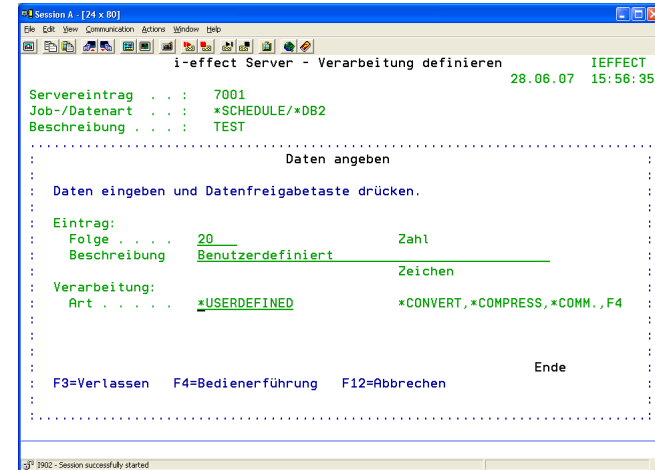 Session A - [24 x 80]
File Edit View Communication Actions Window Help
i-effect Server - Verarbeitung definieren IEFFECT
28.06.07 15:56:35
Servereintrag . . : 7001
Job-/Datenart . . : *SCHEDULE/*DB2
Beschreibung . . . : TEST
Daten angeben
Daten eingeben und Datenfreigabetaste drücken.
Eintrag:
Folge . . . . 20 Zahl
Beschreibung Benutzerdefiniert
Zeichen
Verarbeitung:
Art . . . . . *USERDEFINED *CONVERT,*COMPRESS,*COMM.,F4
Ende
F3=Verlassen F4=Bedienerführung F12=Abbrechen
I902 - Session successfully started